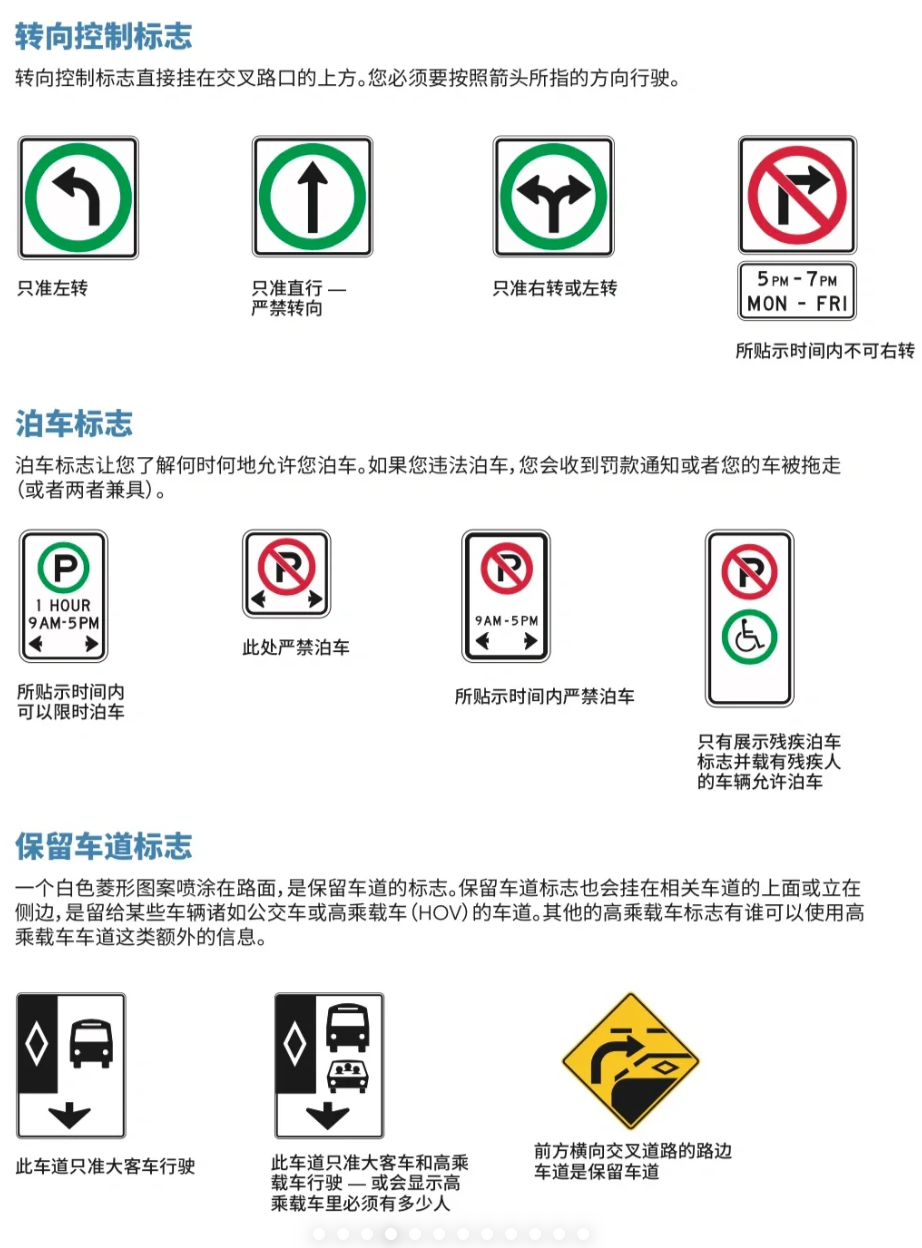 转向控制标志
转向控制标志直接挂在交叉路口的上方。您必须要按照箭头所指的方向行驶。
5 PM - 7 PM
MON - FRI
只准左转
只准直行 —
严禁转向
只准右转或左转
所贴示时间内不可右转
泊车标志
泊车标志让您了解何时何地允许您泊车。如果您违法泊车，您会收到罚款通知或者您的车被拖走
（或者两者兼具）。
P
1 HOUR
9AM-5PM
P
P
9AM-5PM
P
所贴示时间内
可以限时泊车
此处严禁泊车
所贴示时间内严禁泊车
只有展示残疾泊车
标志并载有残疾人
的车辆允许泊车
保留车道标志
一个白色菱形图案喷涂在路面，是保留车道的标志。保留车道标志也会挂在相关车道的上面或立在
侧边，是留给某些车辆诸如公交车或高乘载车（HOV）的车道。其他的高乘载车标志有谁可以使用高
乘载车车道这类额外的信息。
此车道只准大客车行驶
此车道只准大客车和高乘
载车行驶 — 或会显示高
乘载车里必须有多少人
前方横向交叉道路的路边
车道是保留车道